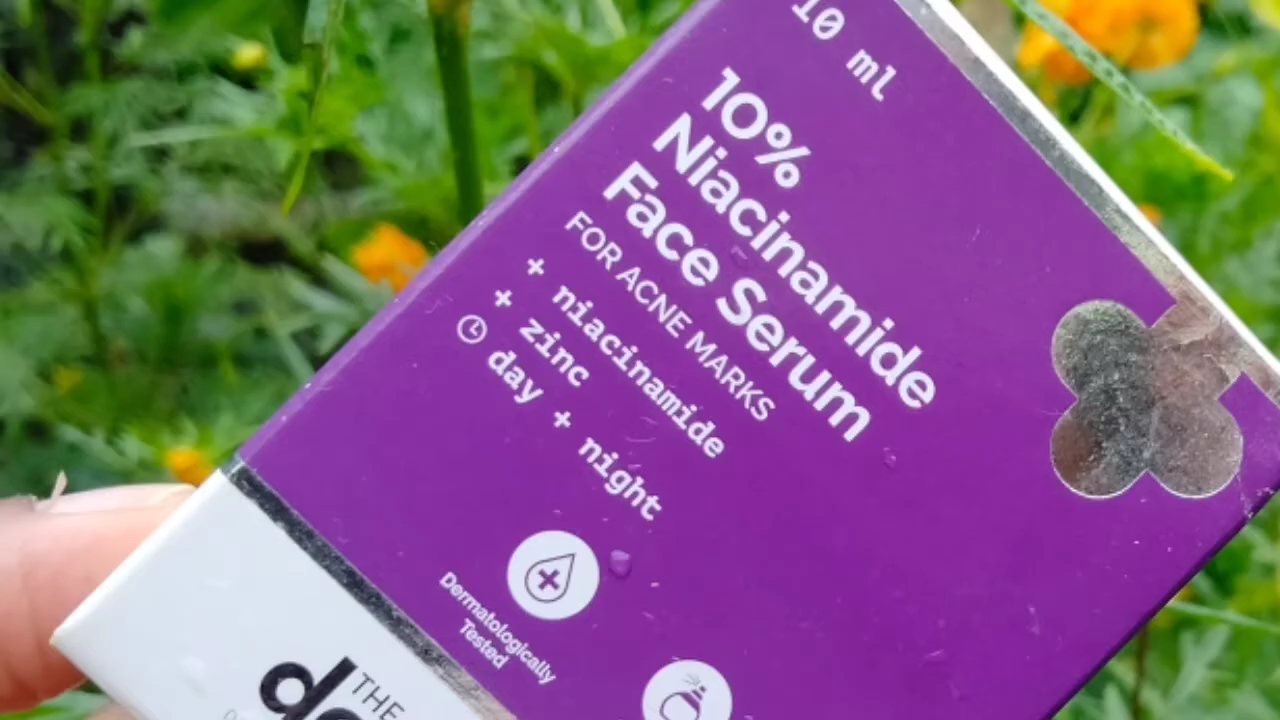 10 ml
10%
Niacinamide
Face Serum
FOR ACNE MARKS
+ niacinamide
+ zinc
day + night
Dermatologically
Tested
THE